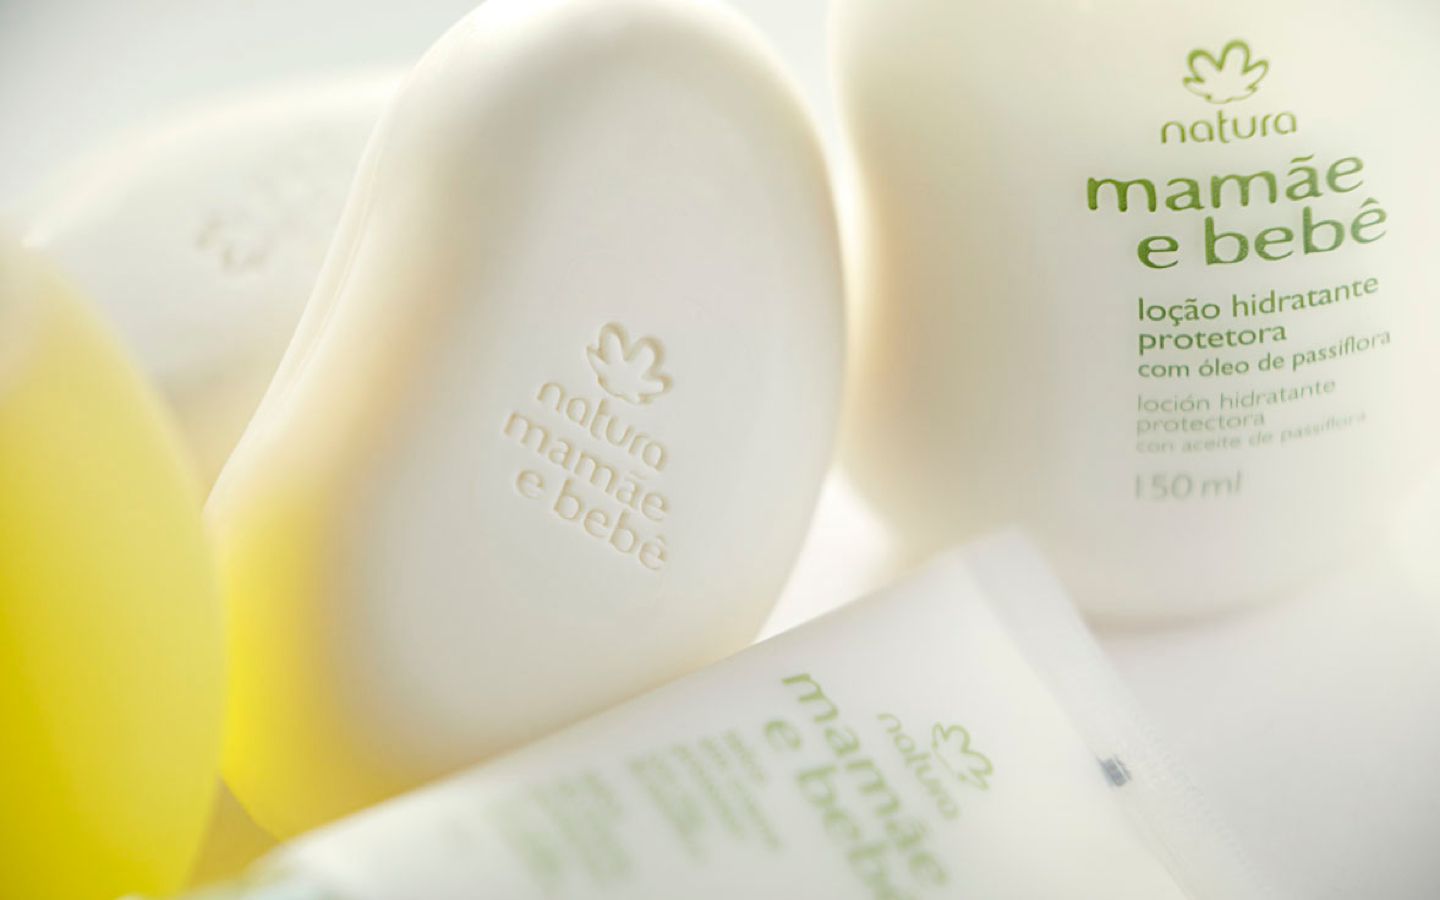 natura
mamãe
e bebê
natura
mamãe
e bebê
loção hidratante
protetora
com óleo de passiflora
loción hidratante
protectora
con aceite de passiflora
150 ml
natura
mamãe
e bebê